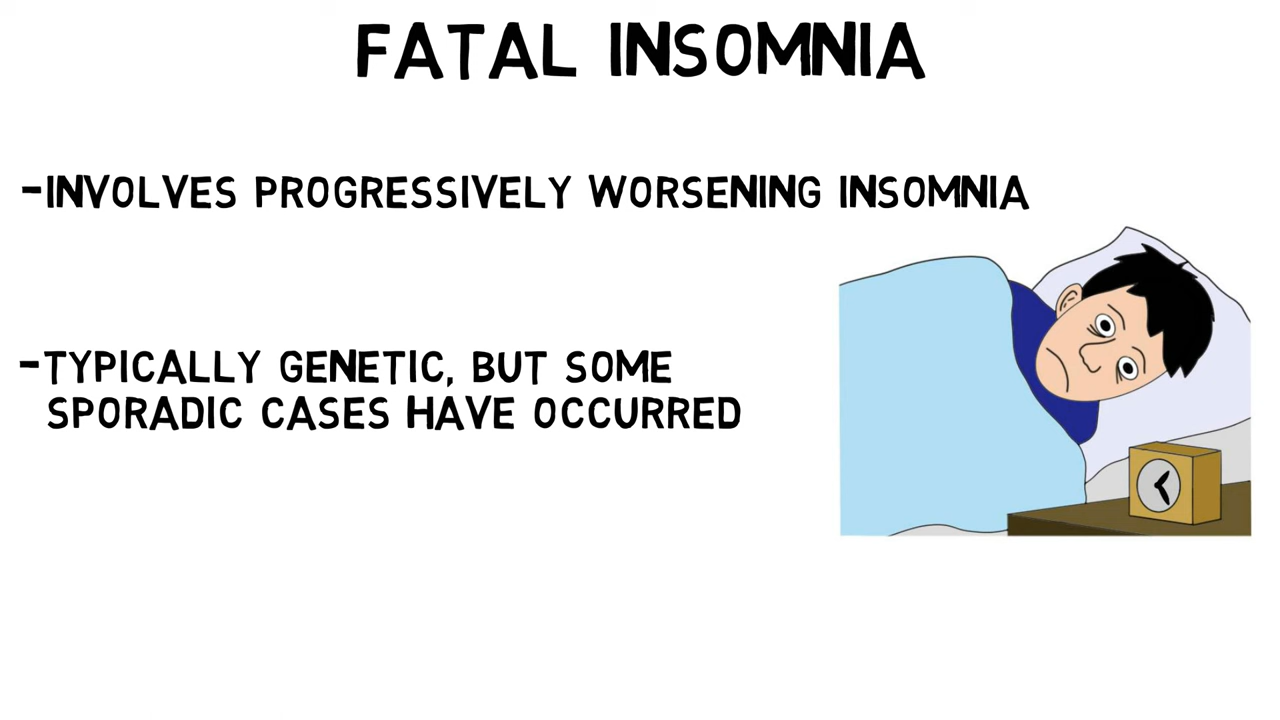 FATAL INSOMNIA
-INVOLVES PROGRESSIVELY WORSENING INSOMNIA
-TYPICALLY GENETIC, BUT SOME
SPORADIC CASES HAVE OCCURRED